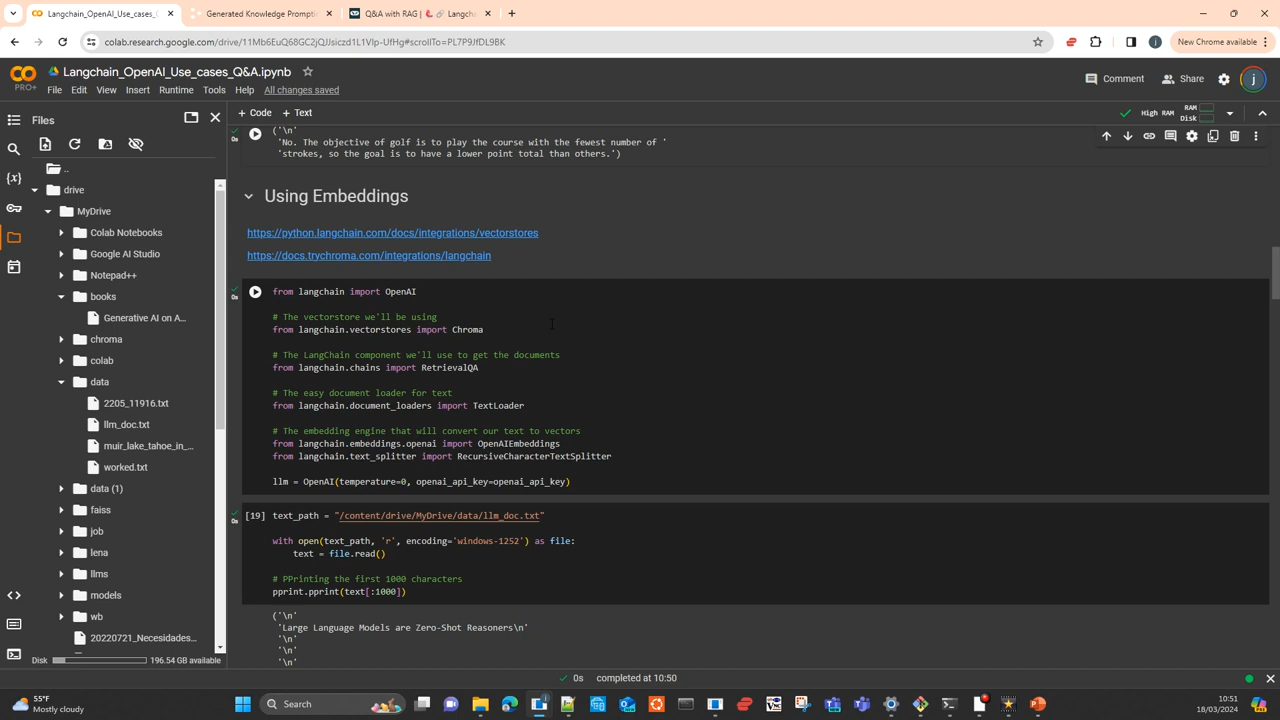 Langchain_OpenAI_Use_cases_
Generated Knowledge Promptin
Q&A with RAG | 🦜️🔗 Langcha
colab.research.google.com/drive/11Mb6EuQ68GC2jQJJsiczd1L1Vlp-UfHg#scrollTo=PL7P9JfDL9BK
New Chrome available
PRO+
Langchain_OpenAI_Use_cases_Q&A.ipynb
Comment
Share
File Edit View Insert Runtime Tools Help All changes saved
Files
+ Code + Text
High RAM
RAM
Disk
..
drive
MyDrive
Colab Notebooks
Google AI Studio
Notepad++
books
Generative AI on A...
chroma
colab
data
2205_11916.txt
llm_doc.txt
muir_lake_tahoe_in_...
worked.txt
data (1)
faiss
job
lena
llms
models
wb
20220721_Necesidades...
Disk
196.54 GB available
0s
('\n'
'No. The objective of golf is to play the course with the fewest number of '
'strokes, so the goal is to have a lower point total than others.')
Using Embeddings
https://python.langchain.com/docs/integrations/vectorstores
https://docs.trychroma.com/integrations/langchain
0s
from langchain import OpenAI
# The vectorstore we'll be using
from langchain.vectorstores import Chroma
# The LangChain component we'll use to get the documents
from langchain.chains import RetrievalQA
# The easy document loader for text
from langchain.document_loaders import TextLoader
# The embedding engine that will convert our text to vectors
from langchain.embeddings.openai import OpenAIEmbeddings
from langchain.text_splitter import RecursiveCharacterTextSplitter
llm = OpenAI(temperature=0, openai_api_key=openai_api_key)
0s
[19] text_path = "/content/drive/MyDrive/data/llm_doc.txt"
with open(text_path, 'r', encoding='windows-1252') as file:
text = file.read()
# PPrinting the first 1000 characters
pprint.pprint(text[:1000])
('\n'
'Large Language Models are Zero-Shot Reasoners\n'
'\n'
'\n'
'\n'
0s completed at 10:50
55°F
Mostly cloudy
Search
10:51
18/03/2024